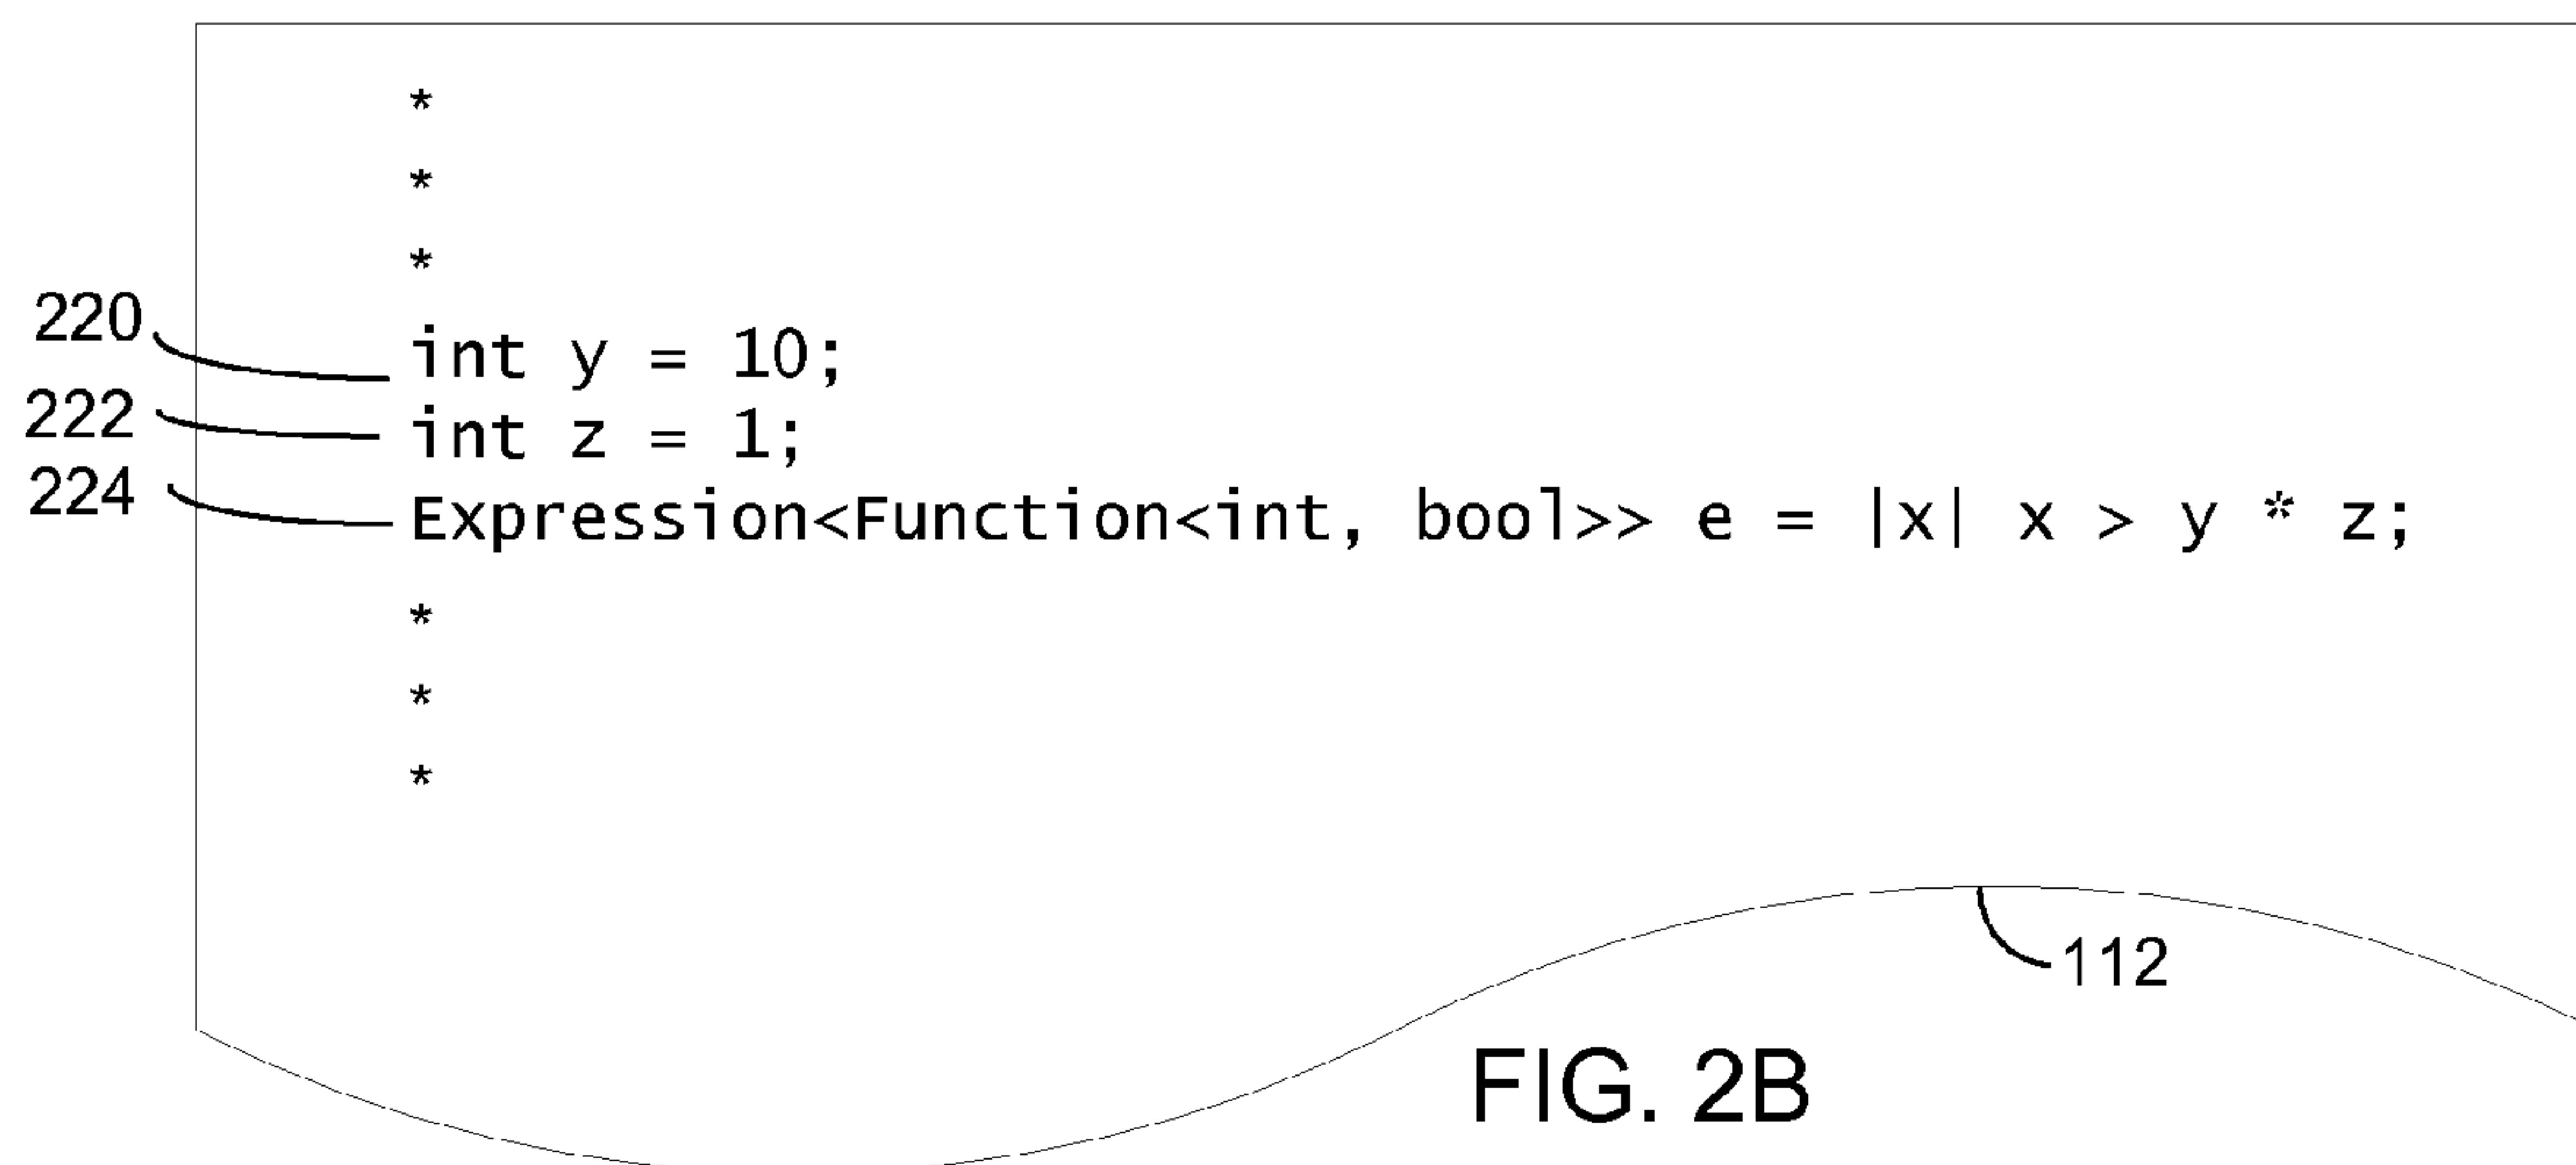 *
*
*
220 int y = 10;
222 int z = 1;
224 Expression<Function<int, bool>> e = |x| x > y * z;
*
*
*
112
FIG. 2B